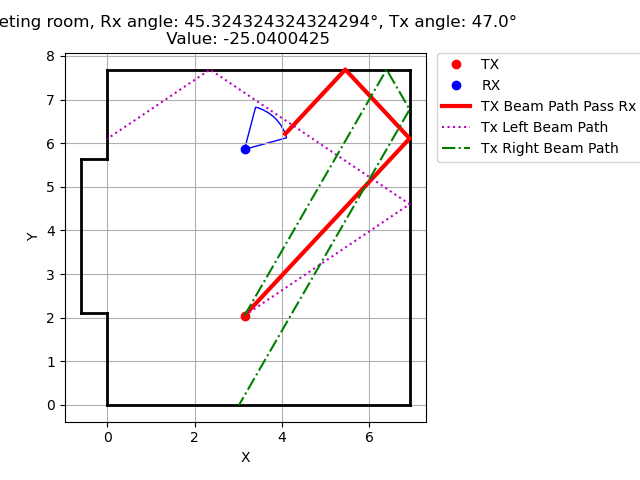 eting room, Rx angle: 45.324324324324294°, Tx angle: 47.0°
Value: -25.0400425
TX
RX
TX Beam Path Pass Rx
Tx Left Beam Path
Tx Right Beam Path
8
7
6
5
4
3
2
1
0
Y
0 2 4 6
X